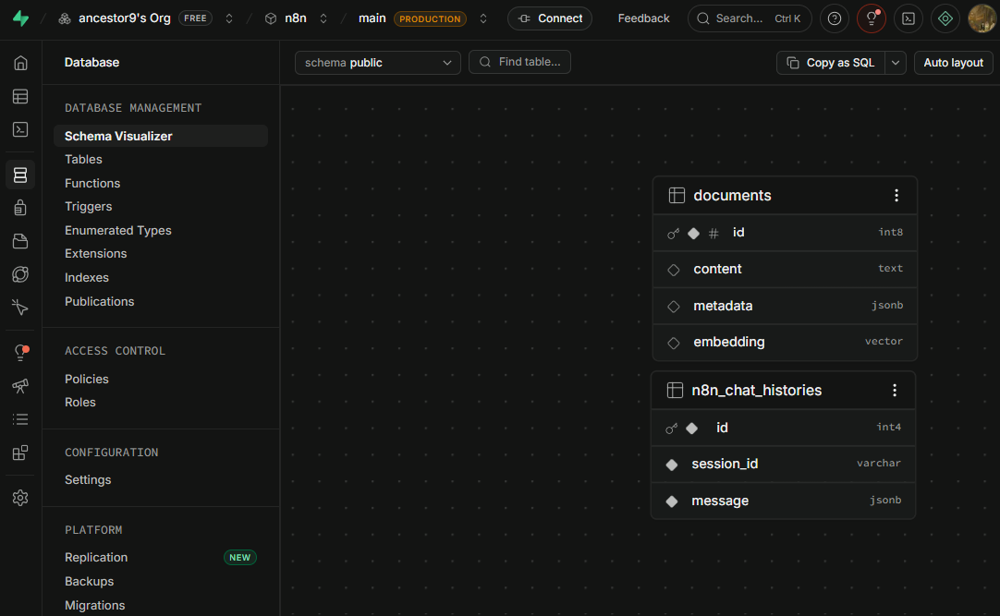 ancestor9's Org FREE / n8n / main PRODUCTION Connect Feedback Search... Ctrl K
Database
schema public Find table... Copy as SQL Auto layout
DATABASE MANAGEMENT
Schema Visualizer
Tables
Functions
Triggers
Enumerated Types
Extensions
Indexes
Publications
ACCESS CONTROL
Policies
Roles
CONFIGURATION
Settings
PLATFORM
Replication NEW
Backups
Migrations
documents
# id int8
content text
metadata jsonb
embedding vector
n8n_chat_histories
id int4
session_id varchar
message jsonb